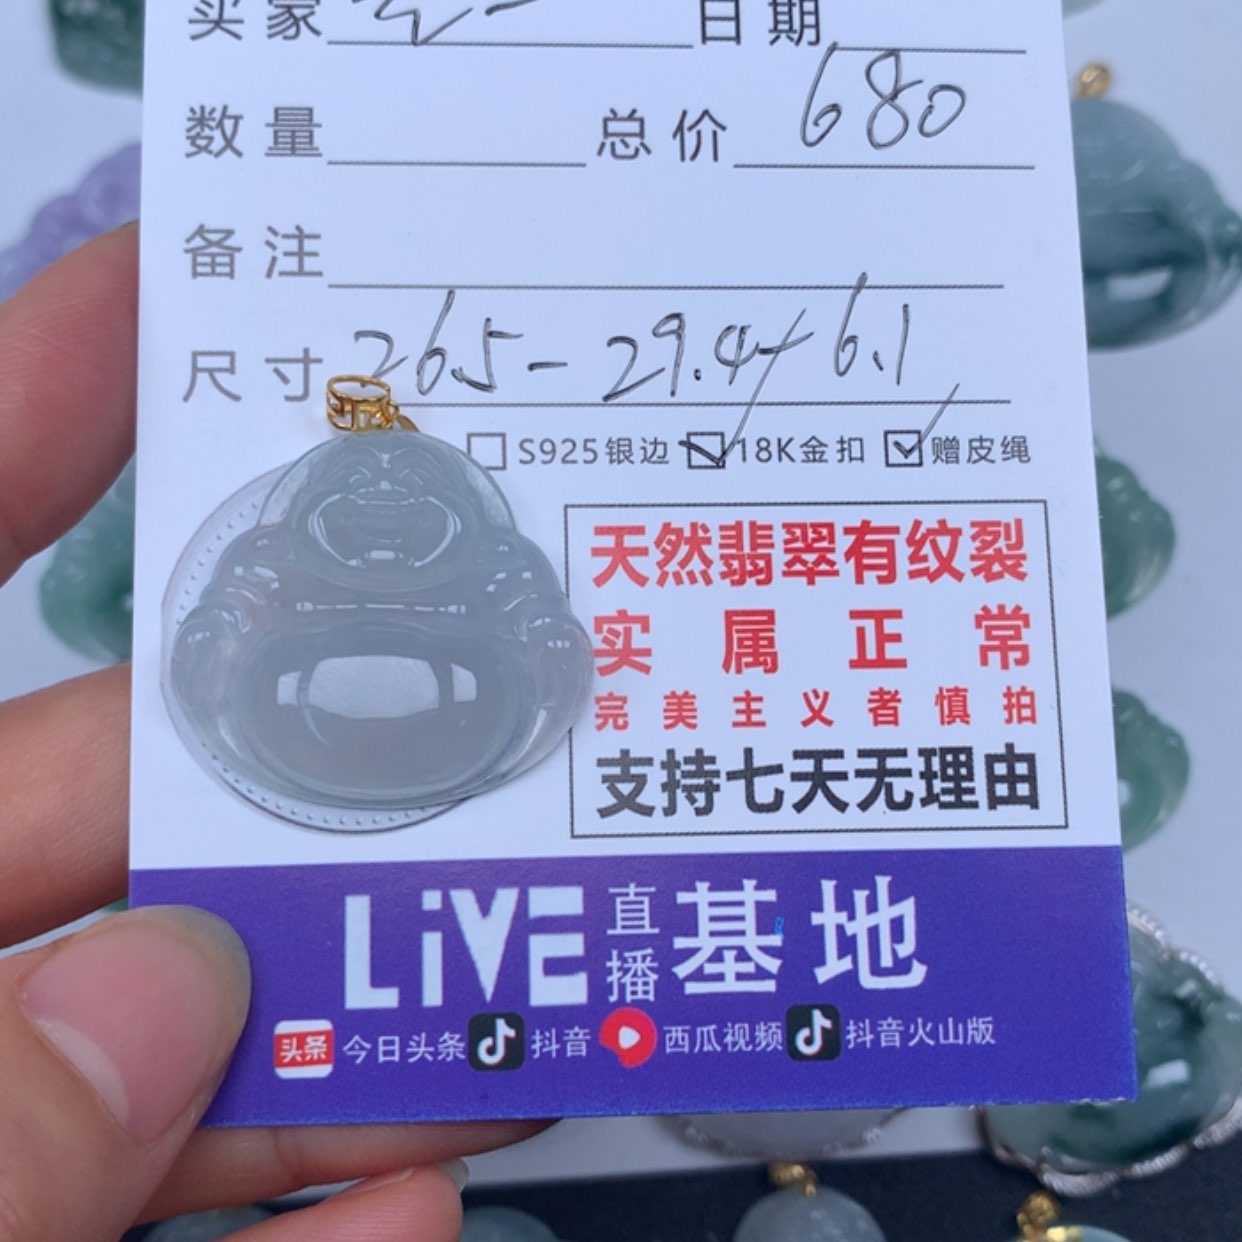 买家 日期
数量 总价 680
备注
尺寸 26.5-29.4-6.1
S925银边 18K金扣 赠皮绳
天然翡翠有纹裂
实属正常
完美主义者慎拍
支持七天无理由
LiVE直播基地
头条 今日头条 抖音 西瓜视频 抖音火山版